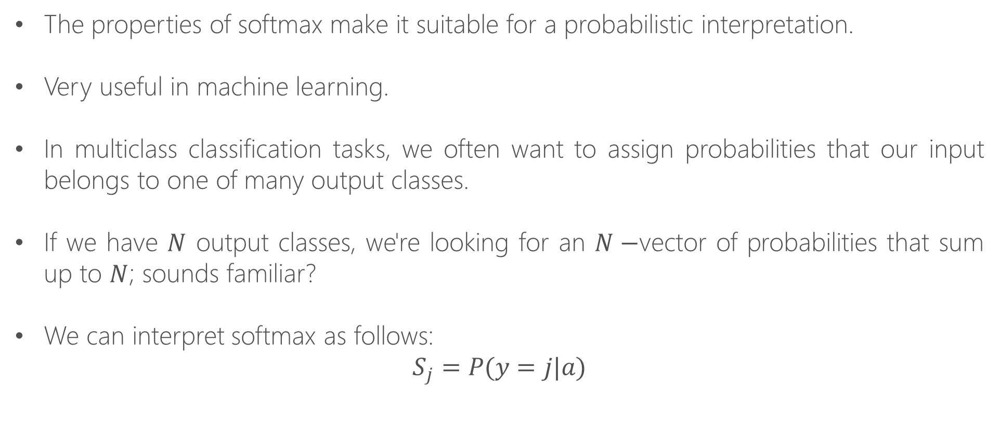 • The properties of softmax make it suitable for a probabilistic interpretation.
• Very useful in machine learning.
• In multiclass classification tasks, we often want to assign probabilities that our input
belongs to one of many output classes.
• If we have N output classes, we're looking for an N −vector of probabilities that sum
up to N; sounds familiar?
• We can interpret softmax as follows:
Sⱼ = P(y = j|a)